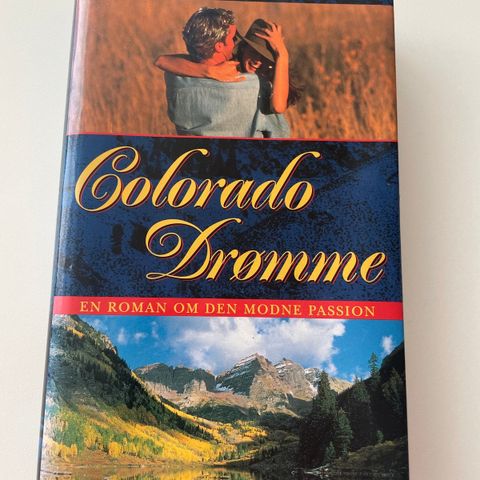 Colorado
Drømme
EN ROMAN OM DEN MODNE PASSION